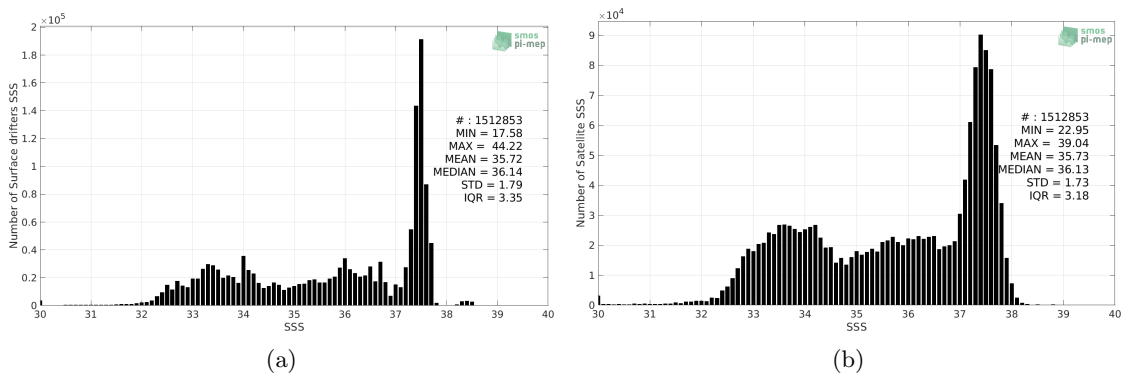 ×10⁵
smos
pi-mep
2
1.8
1.6
1.4
1.2
1
0.8
0.6
0.4
0.2
0
Number of Surface drifters SSS
# : 1512853
MIN = 17.58
MAX = 44.22
MEAN = 35.72
MEDIAN = 36.14
STD = 1.79
IQR = 3.35
30 31 32 33 34 35 36 37 38 39 40
SSS
(a)
×10⁴
smos
pi-mep
9
8
7
6
5
4
3
2
1
0
Number of Satellite SSS
# : 1512853
MIN = 22.95
MAX = 39.04
MEAN = 35.73
MEDIAN = 36.13
STD = 1.73
IQR = 3.18
30 31 32 33 34 35 36 37 38 39 40
SSS
(b)